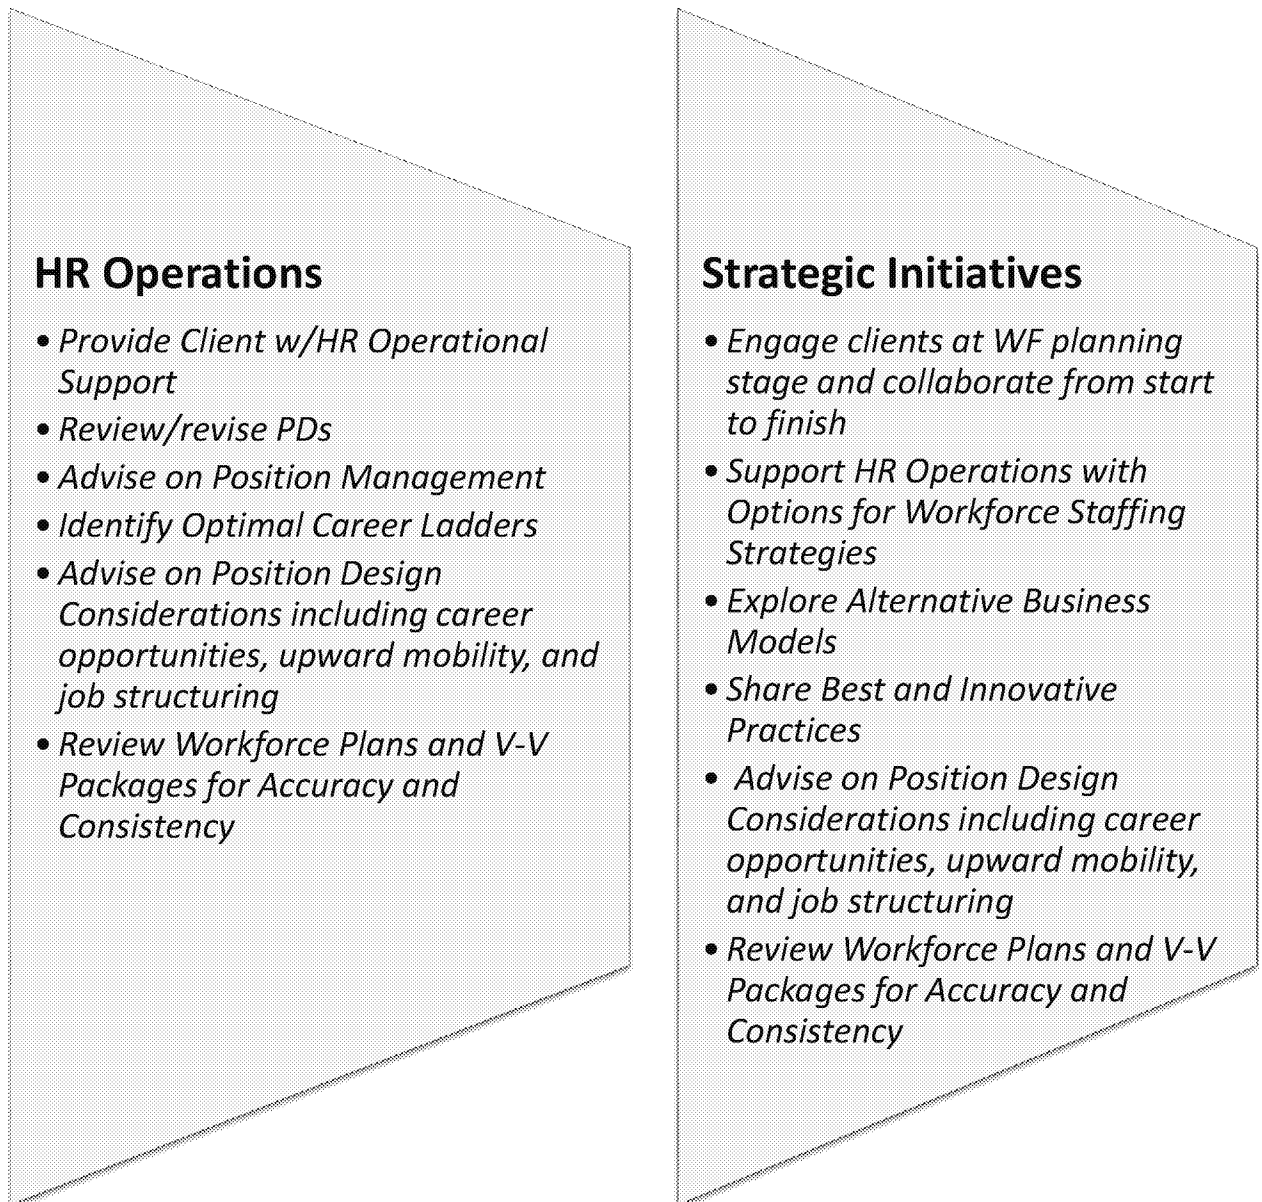 HR Operations
• Provide Client w/HR Operational
Support
• Review/revise PDs
• Advise on Position Management
• Identify Optimal Career Ladders
• Advise on Position Design
Considerations including career
opportunities, upward mobility, and
job structuring
• Review Workforce Plans and V-V
Packages for Accuracy and
Consistency
Strategic Initiatives
• Engage clients at WF planning
stage and collaborate from start
to finish
• Support HR Operations with
Options for Workforce Staffing
Strategies
• Explore Alternative Business
Models
• Share Best and Innovative
Practices
• Advise on Position Design
Considerations including career
opportunities, upward mobility,
and job structuring
• Review Workforce Plans and V-V
Packages for Accuracy and
Consistency